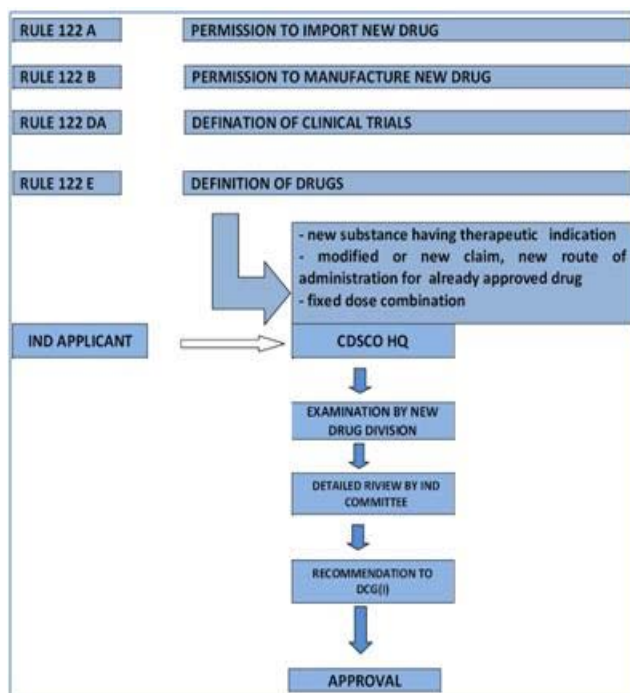 RULE 122 A
PERMISSION TO IMPORT NEW DRUG
RULE 122 B
PERMISSION TO MANUFACTURE NEW DRUG
RULE 122 DA
DEFINATION OF CLINICAL TRIALS
RULE 122 E
DEFINITION OF DRUGS
- new substance having therapeutic indication
- modified or new claim, new route of
administration for already approved drug
- fixed dose combination
IND APPLICANT
CDSCO HQ
EXAMINATION BY NEW
DRUG DIVISION
DETAILED RIVIEW BY IND
COMMITTEE
RECOMMENDATION TO
DCG(I)
APPROVAL